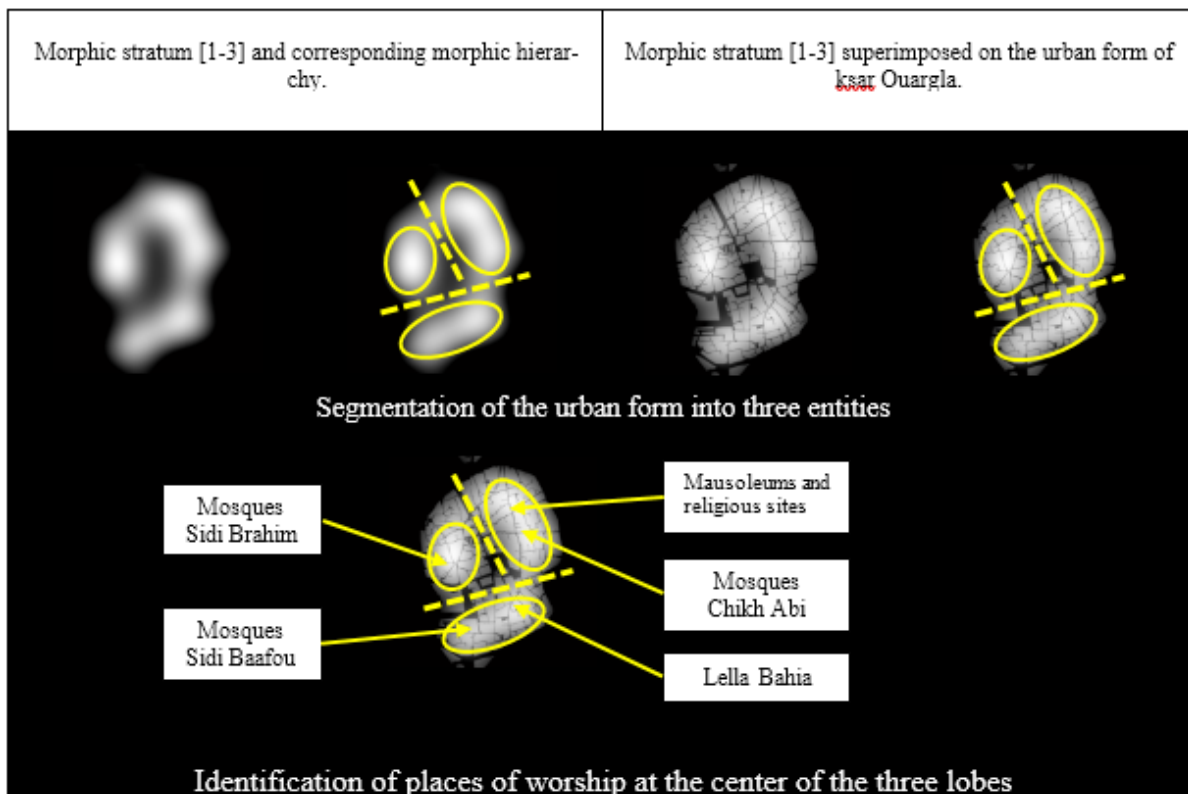 Morphic stratum [1-3] and corresponding morphic hierar-
chy.
Morphic stratum [1-3] superimposed on the urban form of
ksar Ouargla.
Segmentation of the urban form into three entities
Mosques
Sidi Brahim
Mausoleums and
religious sites
Mosques
Chikh Abi
Mosques
Sidi Baafou
Lella Bahia
Identification of places of worship at the center of the three lobes